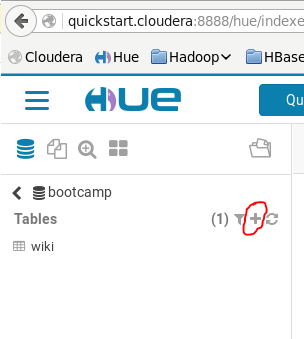 quickstart.cloudera:8888/hue/indexe
Cloudera Hue Hadoop HBase
HUE Qu
bootcamp
Tables (1)
wiki